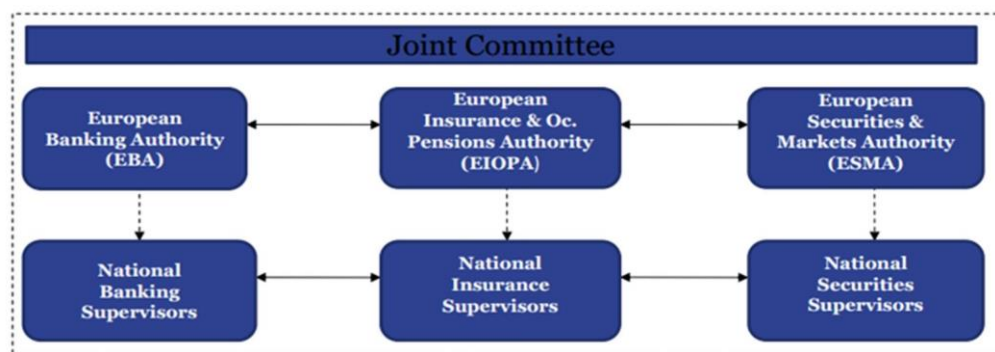 Joint Committee
European
Banking Authority
(EBA)
European
Insurance & Oc.
Pensions Authority
(EIOPA)
European
Securities &
Markets Authority
(ESMA)
National
Banking
Supervisors
National
Insurance
Supervisors
National
Securities
Supervisors